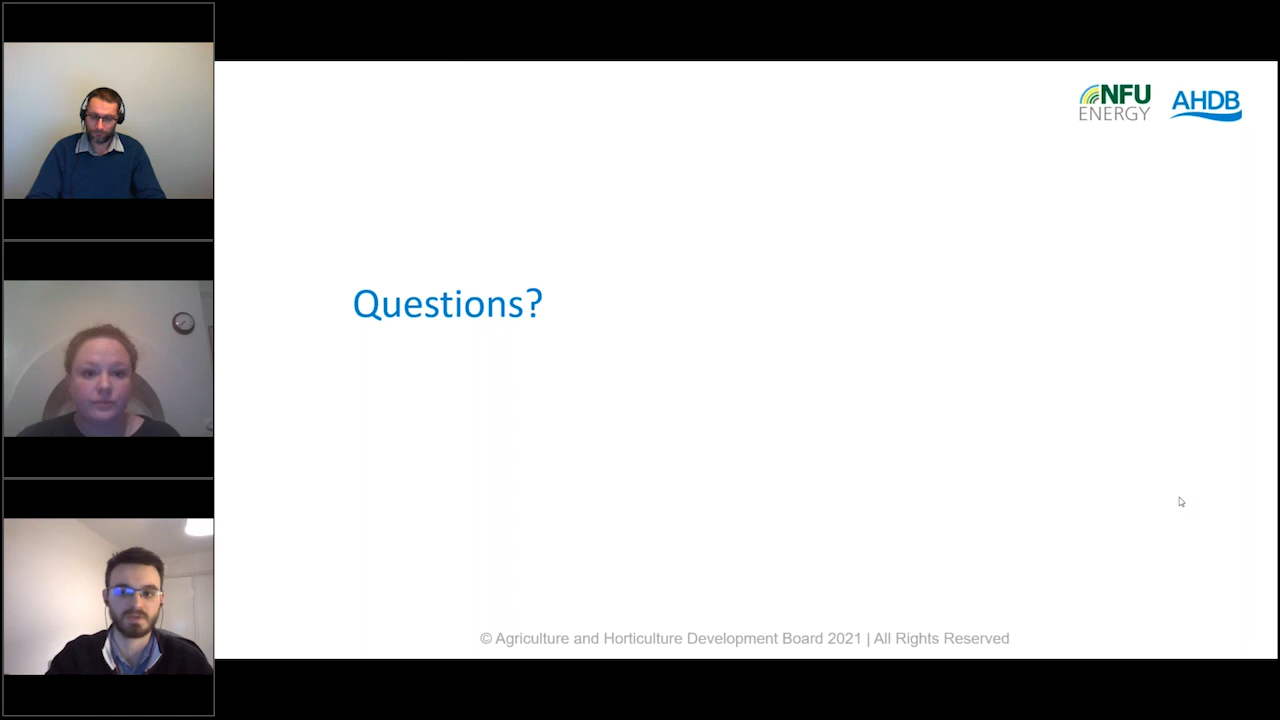 NFU
ENERGY
AHDB
Questions?
© Agriculture and Horticulture Development Board 2021 | All Rights Reserved